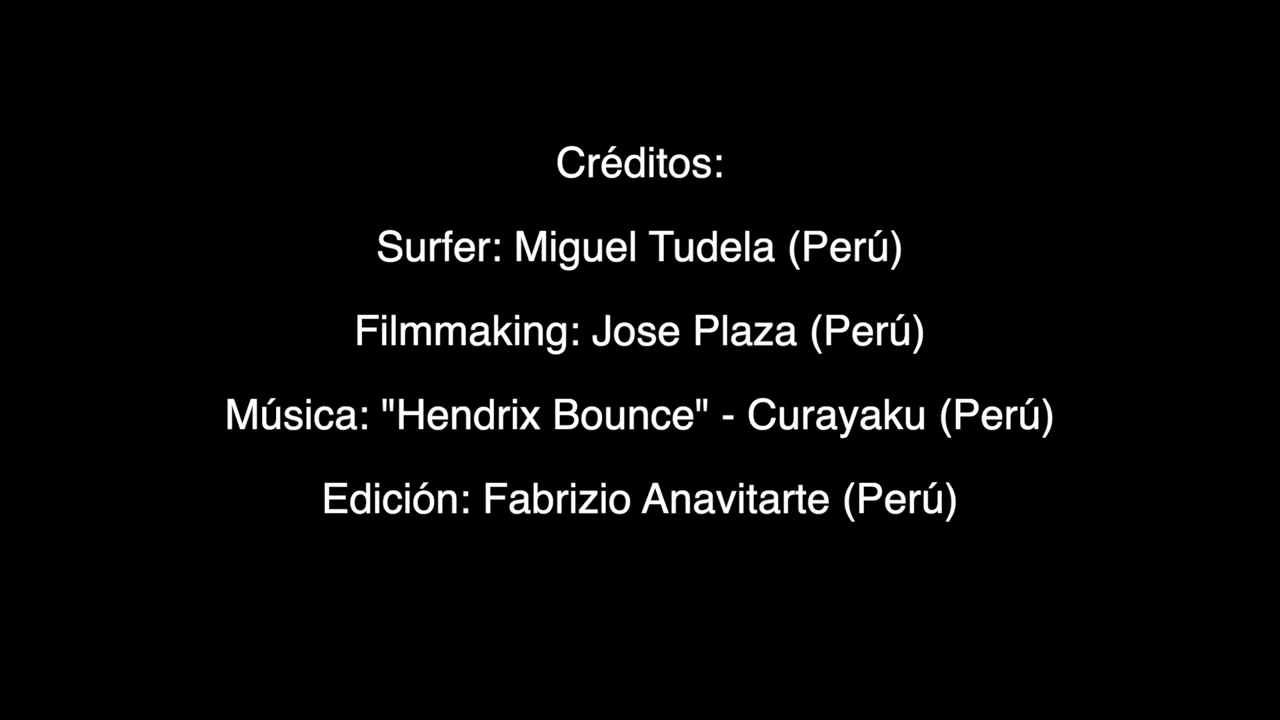 Créditos:
Surfer: Miguel Tudela (Perú)
Filmmaking: Jose Plaza (Perú)
Música: "Hendrix Bounce" - Curayaku (Perú)
Edición: Fabrizio Anavitarte (Perú)